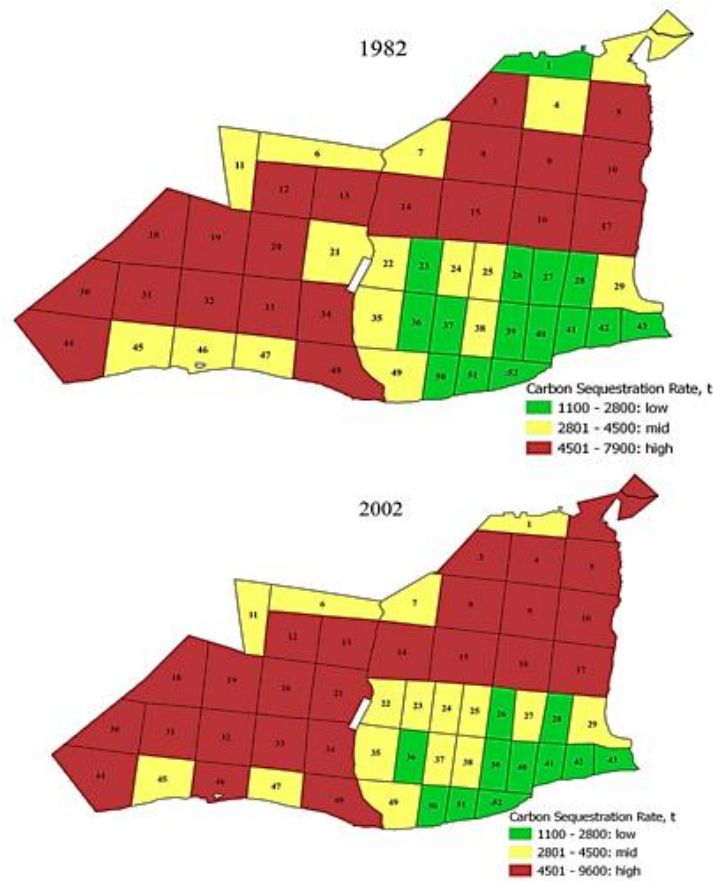 1982
1 2
3 4 5
11 6 7 8 9 10
12 13 14 15 16 17
18 19 20 21 22 23 24 25 26 27 28 29
30 31 32 33 34 35 36 37 38 39 40 41 42 43
44 45 46 47 48 49 50 51 52
Carbon Sequestration Rate, t
1100 - 2800: low
2801 - 4500: mid
4501 - 7900: high
2002
1
3 4 5
11 6 7 8 9 10
12 13 14 15 16 17
18 19 20 21 22 23 24 25 26 27 28 29
30 31 32 33 34 35 36 37 38 39 40 41 42 43
44 45 46 47 48 49 50 51 52
Carbon Sequestration Rate, t
1100 - 2800: low
2801 - 4500: mid
4501 - 9600: high